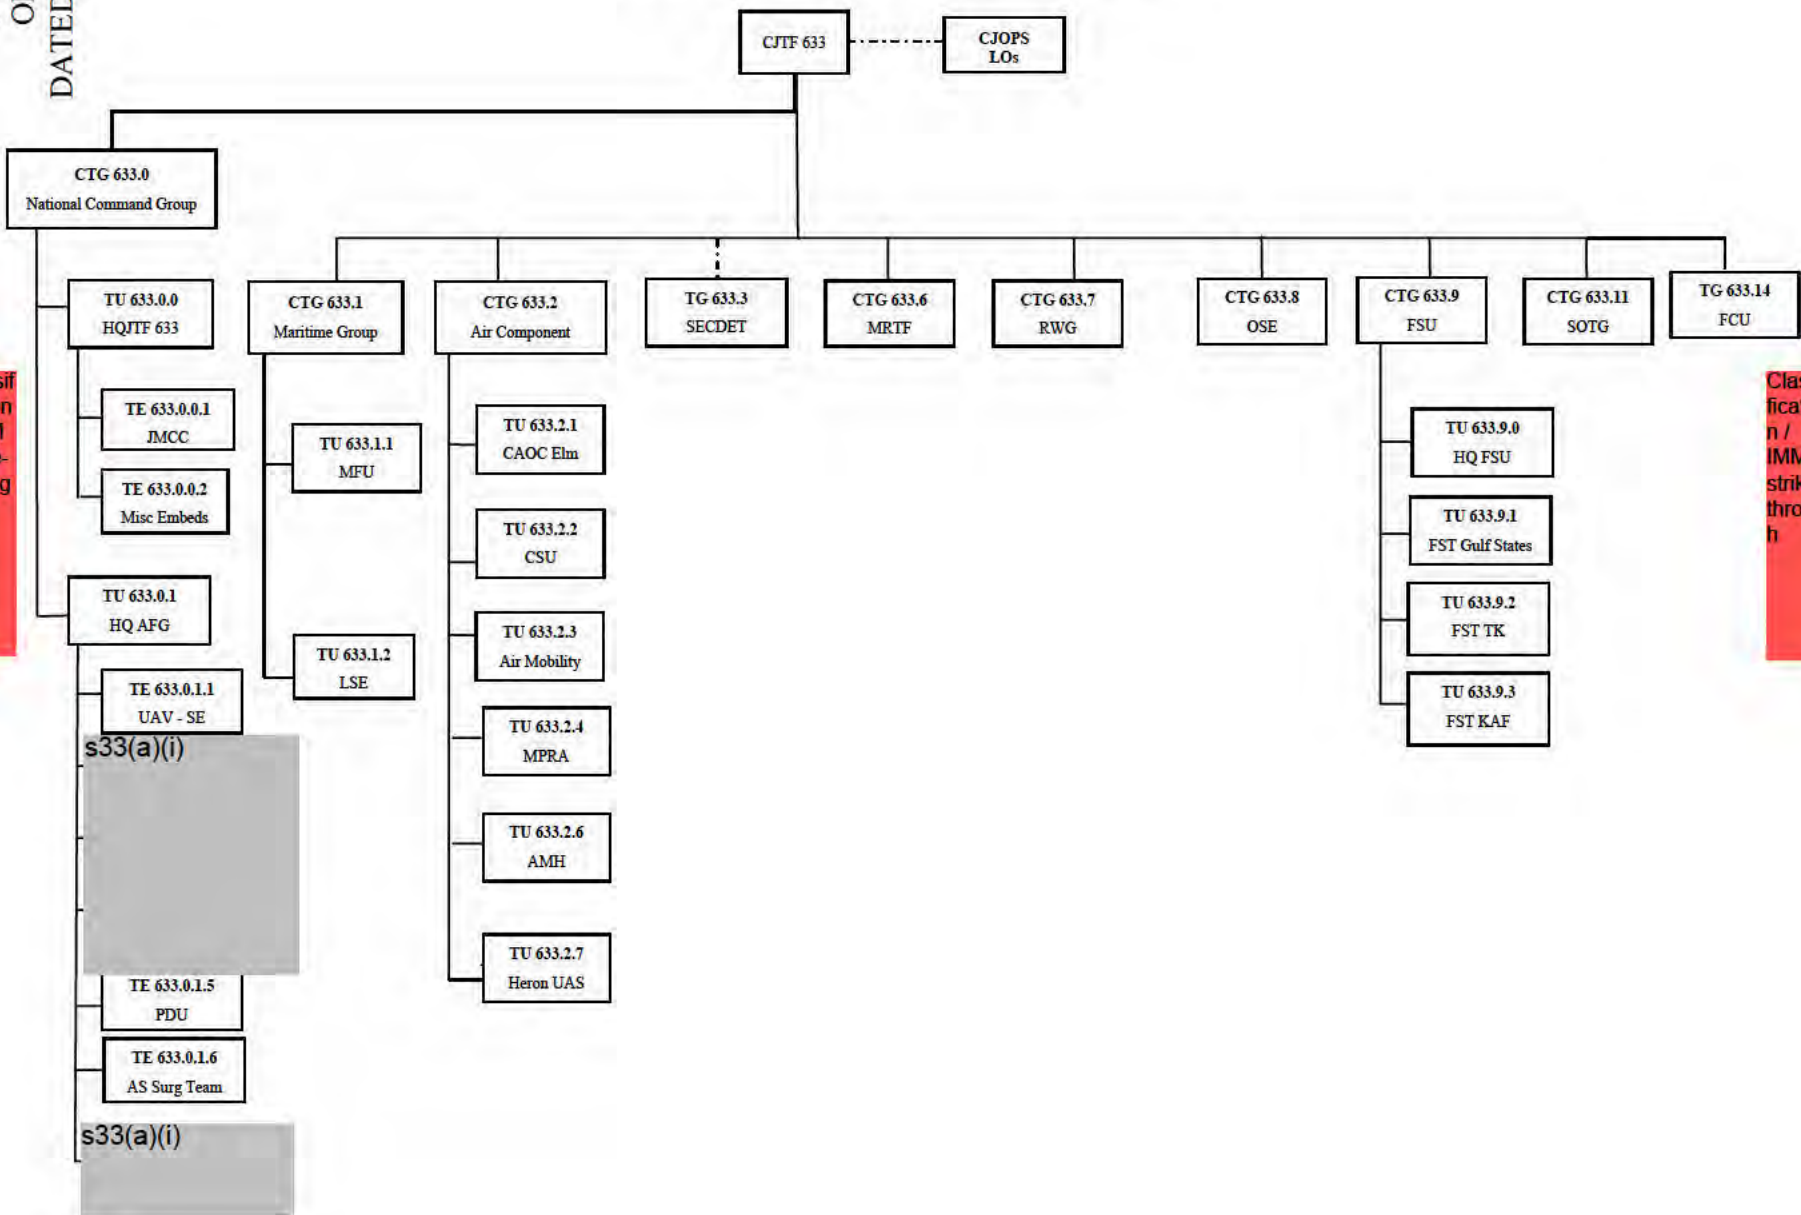 DATED
CJTF 633
CJOPS
LOs
CTG 633.0
National Command Group
TU 633.0.0
HQJTF 633
TE 633.0.0.1
JMCC
TE 633.0.0.2
Misc Embeds
TU 633.0.1
HQ AFG
TE 633.0.1.1
UAV - SE
s33(a)(i)
TE 633.0.1.5
PDU
TE 633.0.1.6
AS Surg Team
s33(a)(i)
CTG 633.1
Maritime Group
TU 633.1.1
MFU
TU 633.1.2
LSE
CTG 633.2
Air Component
TU 633.2.1
CAOC Elm
TU 633.2.2
CSU
TU 633.2.3
Air Mobility
TU 633.2.4
MPRA
TU 633.2.6
AMH
TU 633.2.7
Heron UAS
TG 633.3
SECDET
CTG 633.6
MRTF
CTG 633.7
RWG
CTG 633.8
OSE
CTG 633.9
FSU
TU 633.9.0
HQ FSU
TU 633.9.1
FST Gulf States
TU 633.9.2
FST TK
TU 633.9.3
FST KAF
CTG 633.11
SOTG
TG 633.14
FCU
Clas
fica
n /
IMM
strik
thro
h